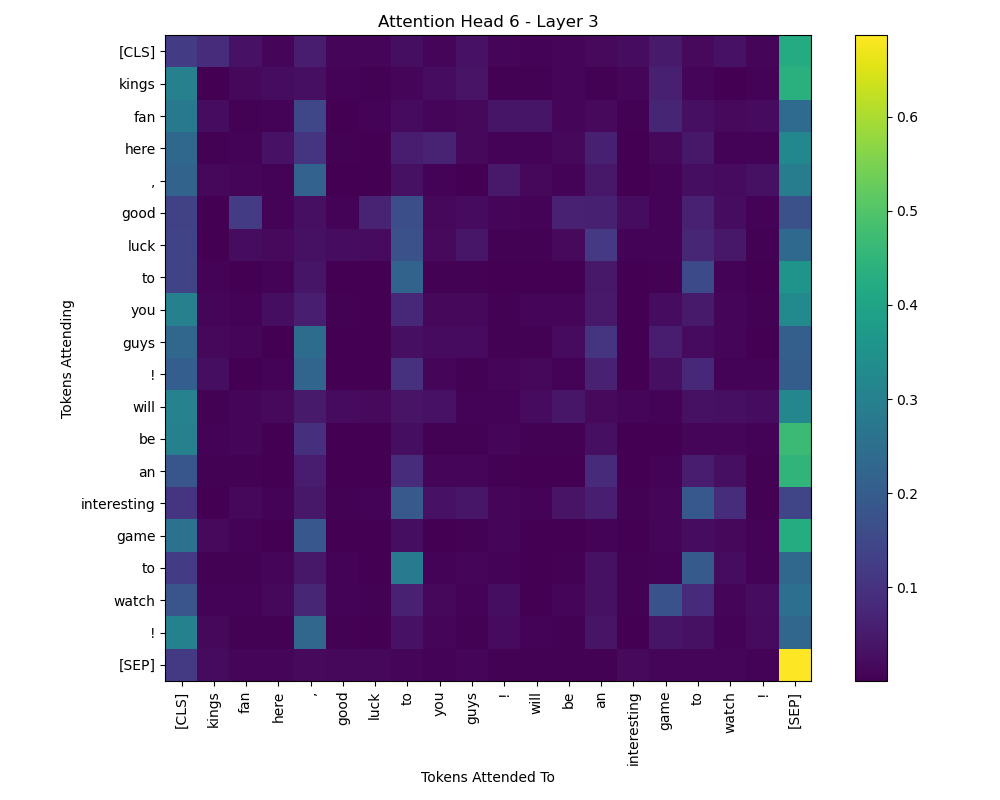 Attention Head 6 - Layer 3
Tokens Attending
[CLS]
kings
fan
here
,
good
luck
to
you
guys
!
will
be
an
interesting
game
to
watch
!
[SEP]
[CLS] kings fan here , good luck to you guys ! will be an interesting game to watch ! [SEP]
Tokens Attended To
0.6
0.5
0.4
0.3
0.2
0.1